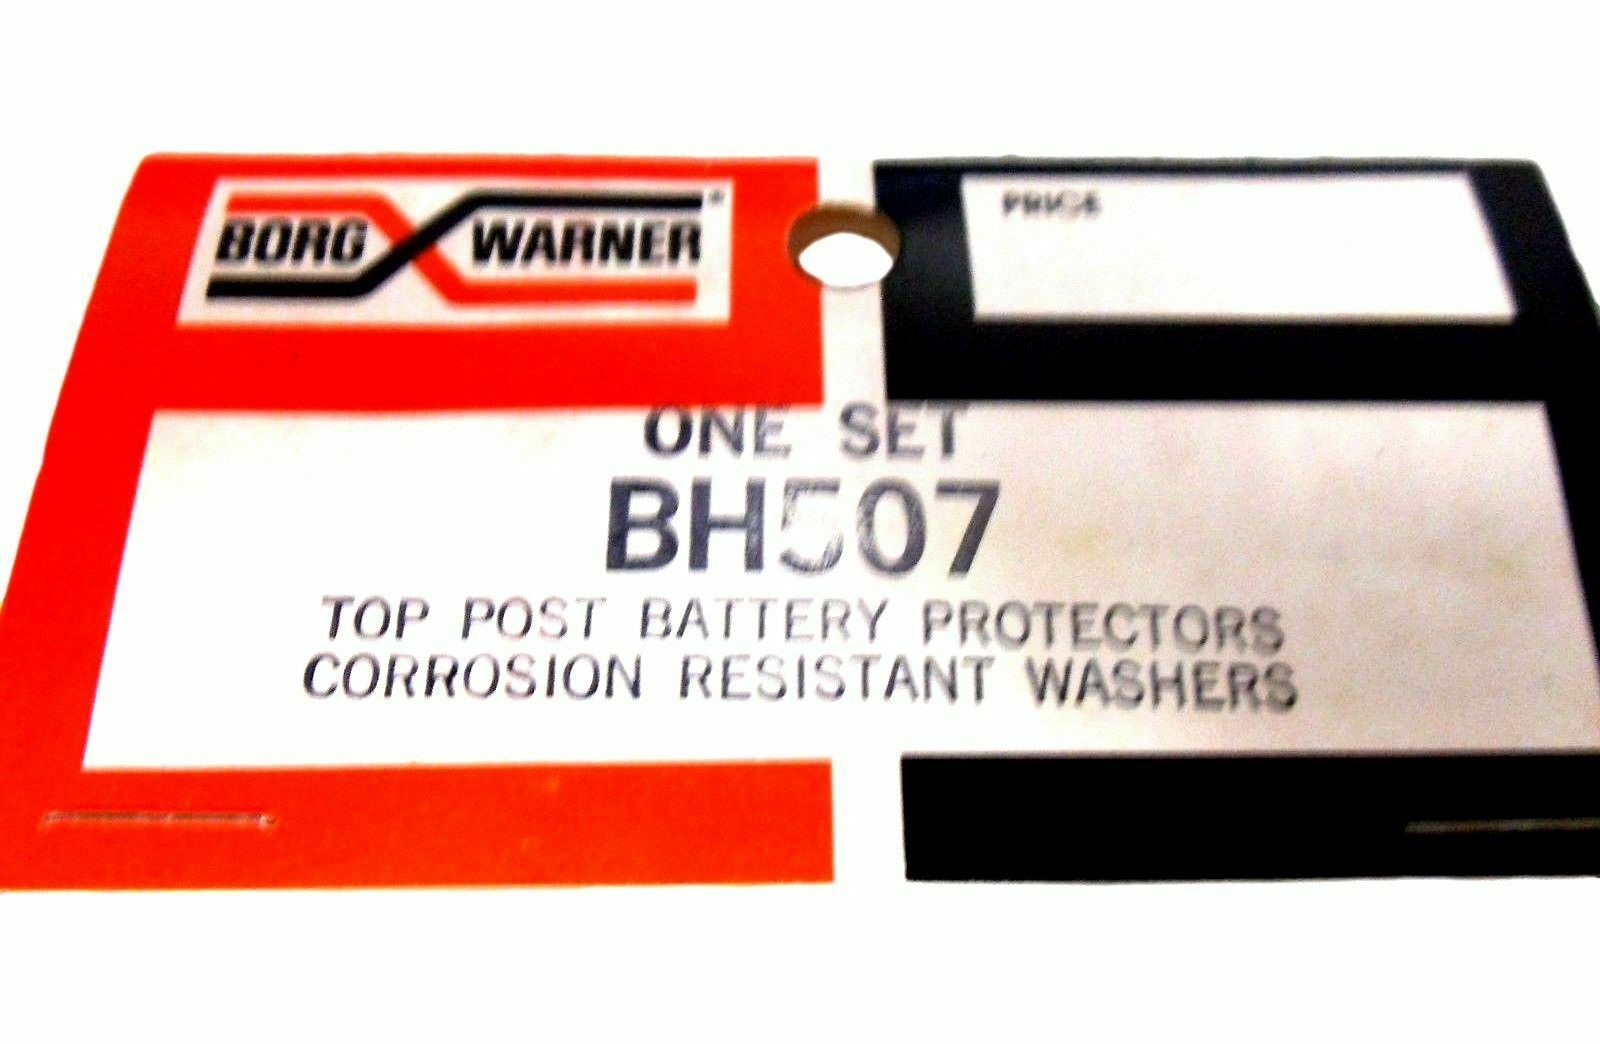 BORG WARNER®
PRICE
ONE SET
BH507
TOP POST BATTERY PROTECTORS
CORROSION RESISTANT WASHERS